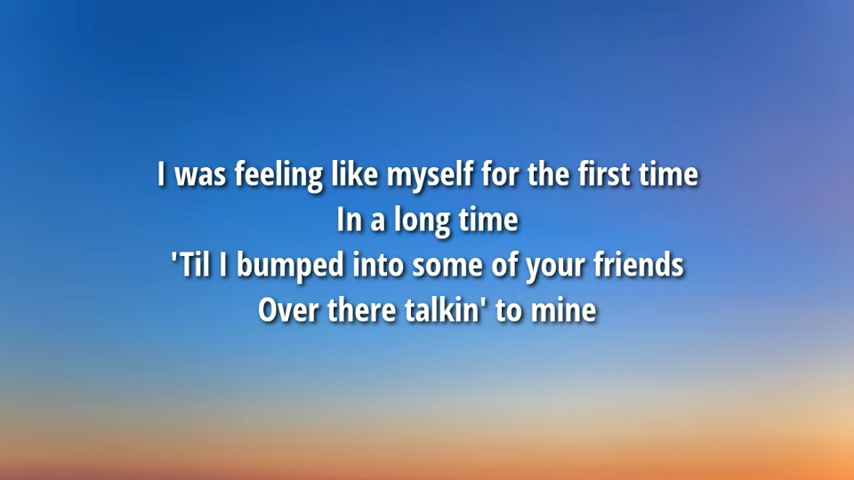 I was feeling like myself for the first time
In a long time
'Til I bumped into some of your friends
Over there talkin' to mine